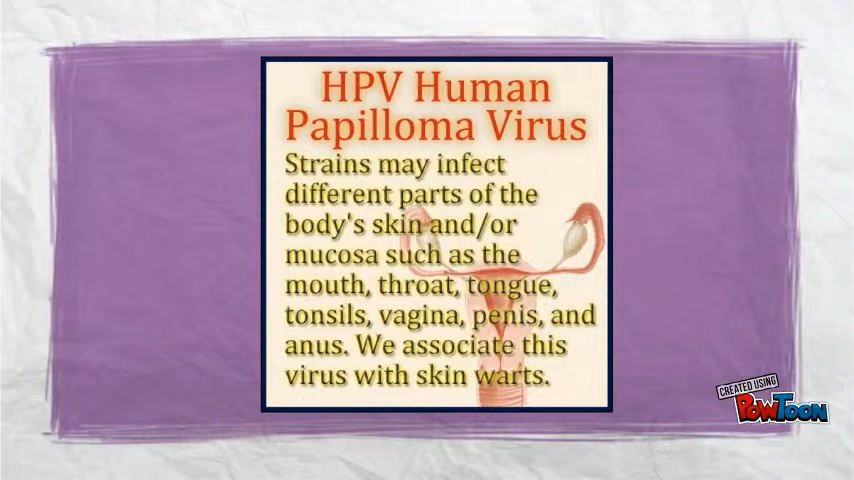 HPV Human
Papilloma Virus
Strains may infect
different parts of the
body's skin and/or
mucosa such as the
mouth, throat, tongue,
tonsils, vagina, penis, and
anus. We associate this
virus with skin warts.
CREATED USING
POWTOON